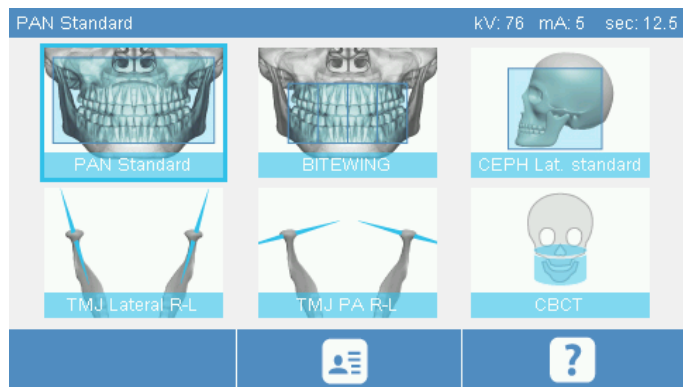 PAN Standard kV: 76 mA: 5 sec: 12.5
PAN Standard BITEWING CEPH Lat. standard
TMJ Lateral R-L TMJ PA R-L CBCT
?